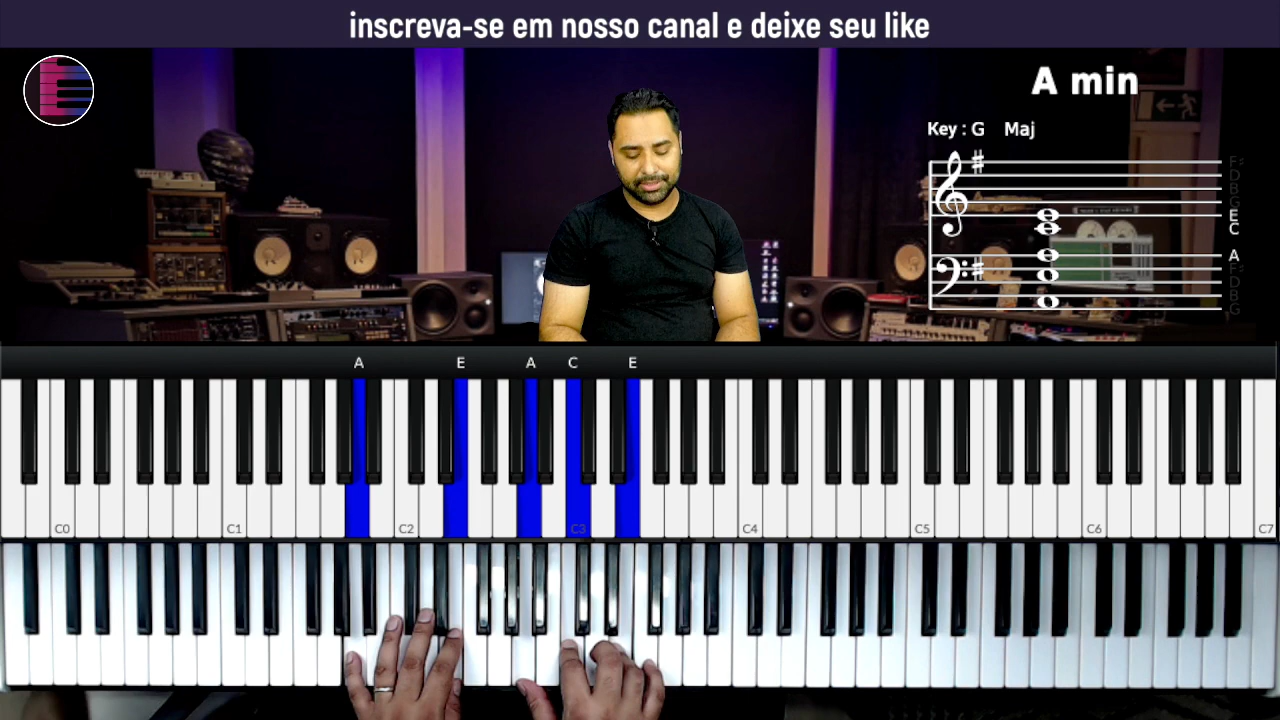 inscreva-se em nosso canal e deixe seu like
A min
Key : G Maj
F#
D
B
G
E
C
A
F#
D
B
G
A E A C E
C0 C1 C2 C3 C4 C5 C6 C7